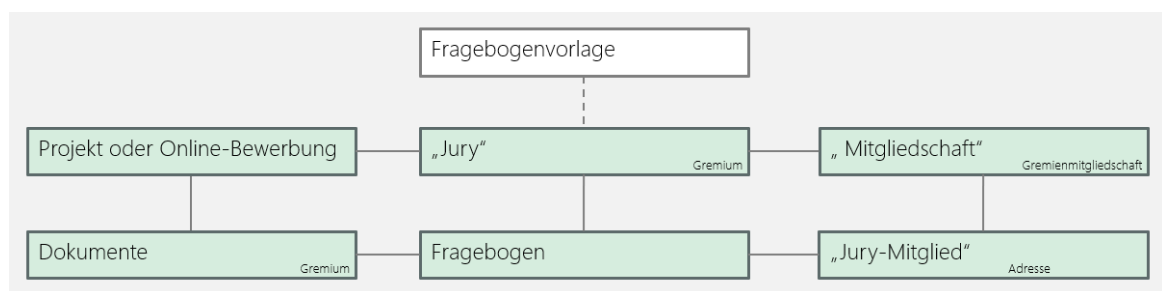 Fragebogenvorlage
Projekt oder Online-Bewerbung
„Jury“
Gremium
„ Mitgliedschaft“
Gremienmitgliedschaft
Dokumente
Gremium
Fragebogen
„Jury-Mitglied“
Adresse